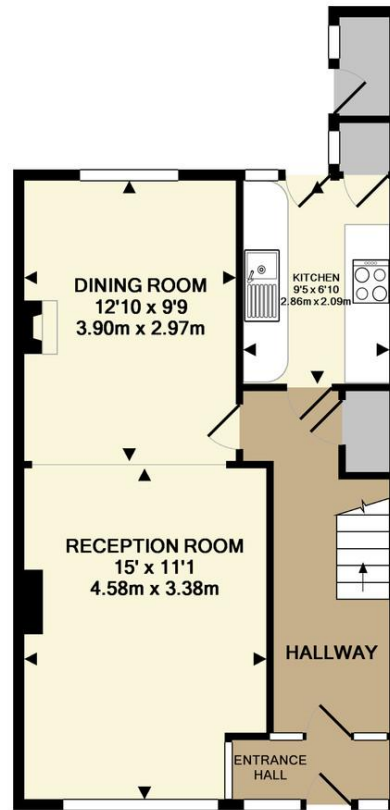 KITCHEN
9'5 x 6'10
2.86m x 2.09m
DINING ROOM
12'10 x 9'9
3.90m x 2.97m
RECEPTION ROOM
15' x 11'1
4.58m x 3.38m
HALLWAY
ENTRANCE
HALL